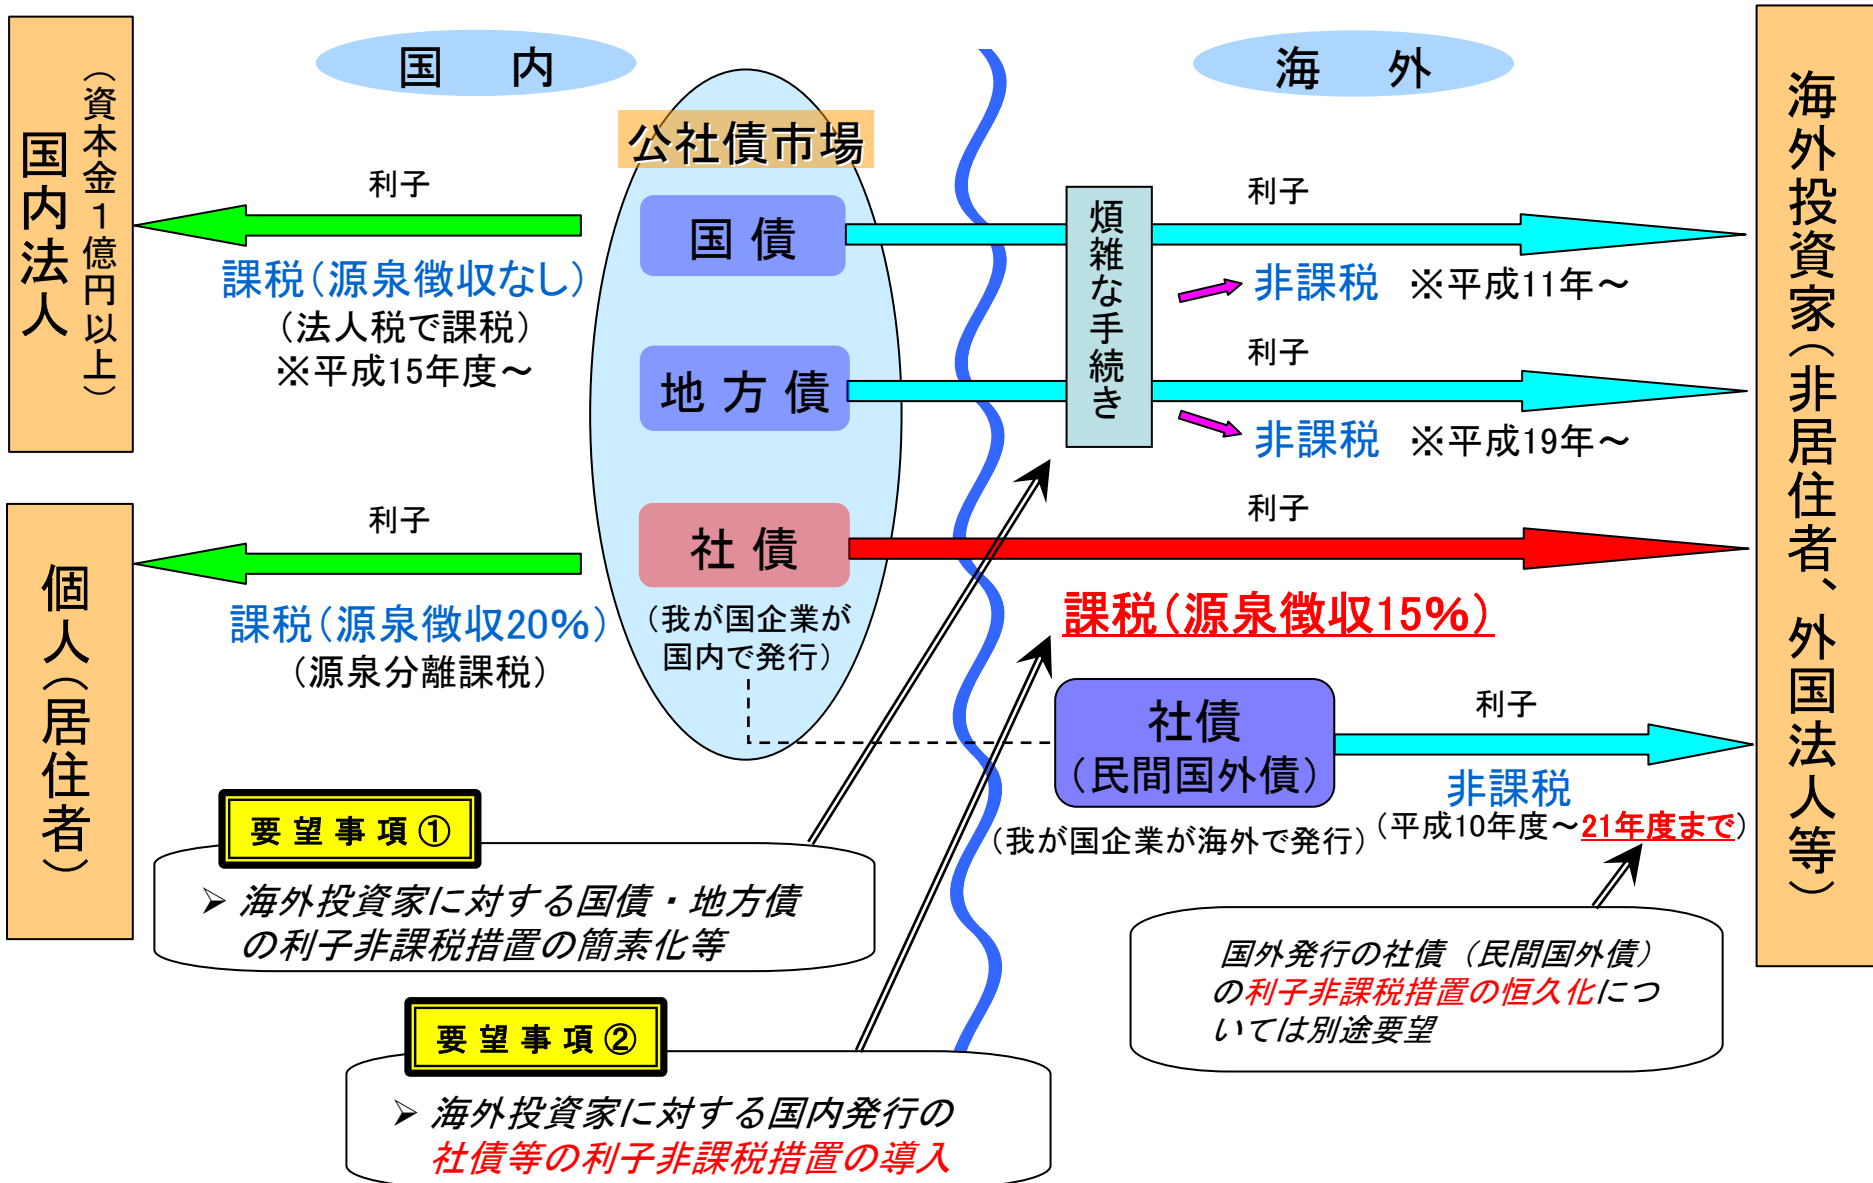 国　内
海　外
国内法人
（資本金１億円以上）
公社債市場
利子
課税（源泉徴収なし）
（法人税で課税）
※平成15年度～
国 債
地 方 債
社 債
（我が国企業が
国内で発行）
煩雑な手続き
利子
非課税　※平成11年～
利子
非課税　※平成19年～
利子
課税（源泉徴収15%）
個人（居住者）
利子
課税（源泉徴収20%）
（源泉分離課税）
社債
（民間国外債）
（我が国企業が海外で発行）
利子
非課税
（平成10年度～21年度まで）
海外投資家（非居住者、外国法人等）
要 望 事 項 ①
➢ 海外投資家に対する国債・地方債
の利子非課税措置の簡素化等
要 望 事 項 ②
➢ 海外投資家に対する国内発行の
社債等の利子非課税措置の導入
国外発行の社債（民間国外債）
の利子非課税措置の恒久化につ
いては別途要望